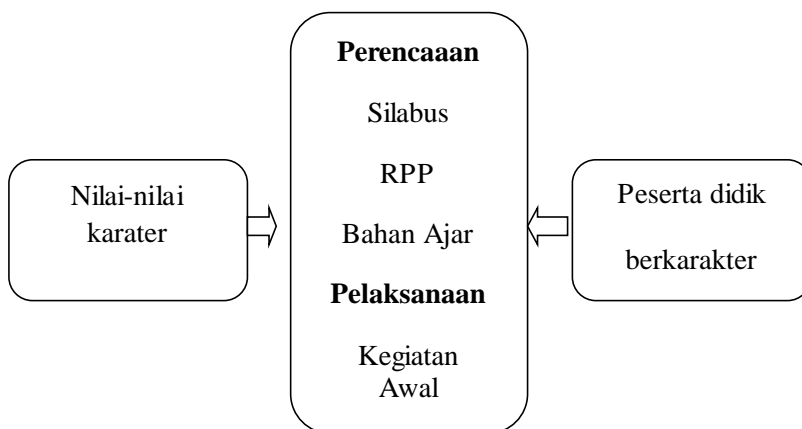 Nilai-nilai
karater
Perencaaan
Silabus
RPP
Bahan Ajar
Pelaksanaan
Kegiatan
Awal
Peserta didik
berkarakter